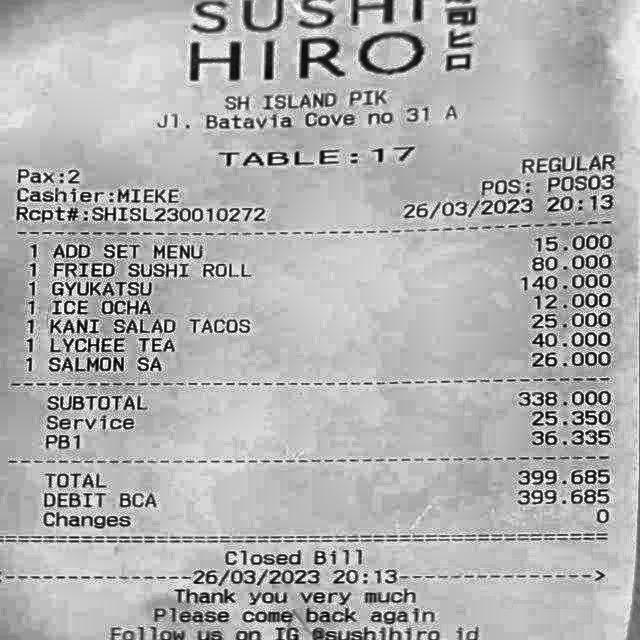 SUSHI
HIRO
SH ISLAND PIK
Jl. Batavia Cove no 31 A
TABLE:17
Pax:2 REGULAR
Cashier:MIEKE POS: POS03
Rcpt#:SHISL230010272 26/03/2023 20:13
1 ADD SET MENU 15.000
1 FRIED SUSHI ROLL 80.000
1 GYUKATSU 140.000
1 ICE OCHA 12.000
1 KANI SALAD TACOS 25.000
1 LYCHEE TEA 40.000
1 SALMON SA 26.000
SUBTOTAL 338.000
Service 25.350
PB1 36.335
TOTAL 399.685
DEBIT BCA 399.685
Changes 0
Closed Bill
26/03/2023 20:13
Thank you very much
Please come back again
Follow us on IG @sushihiro id